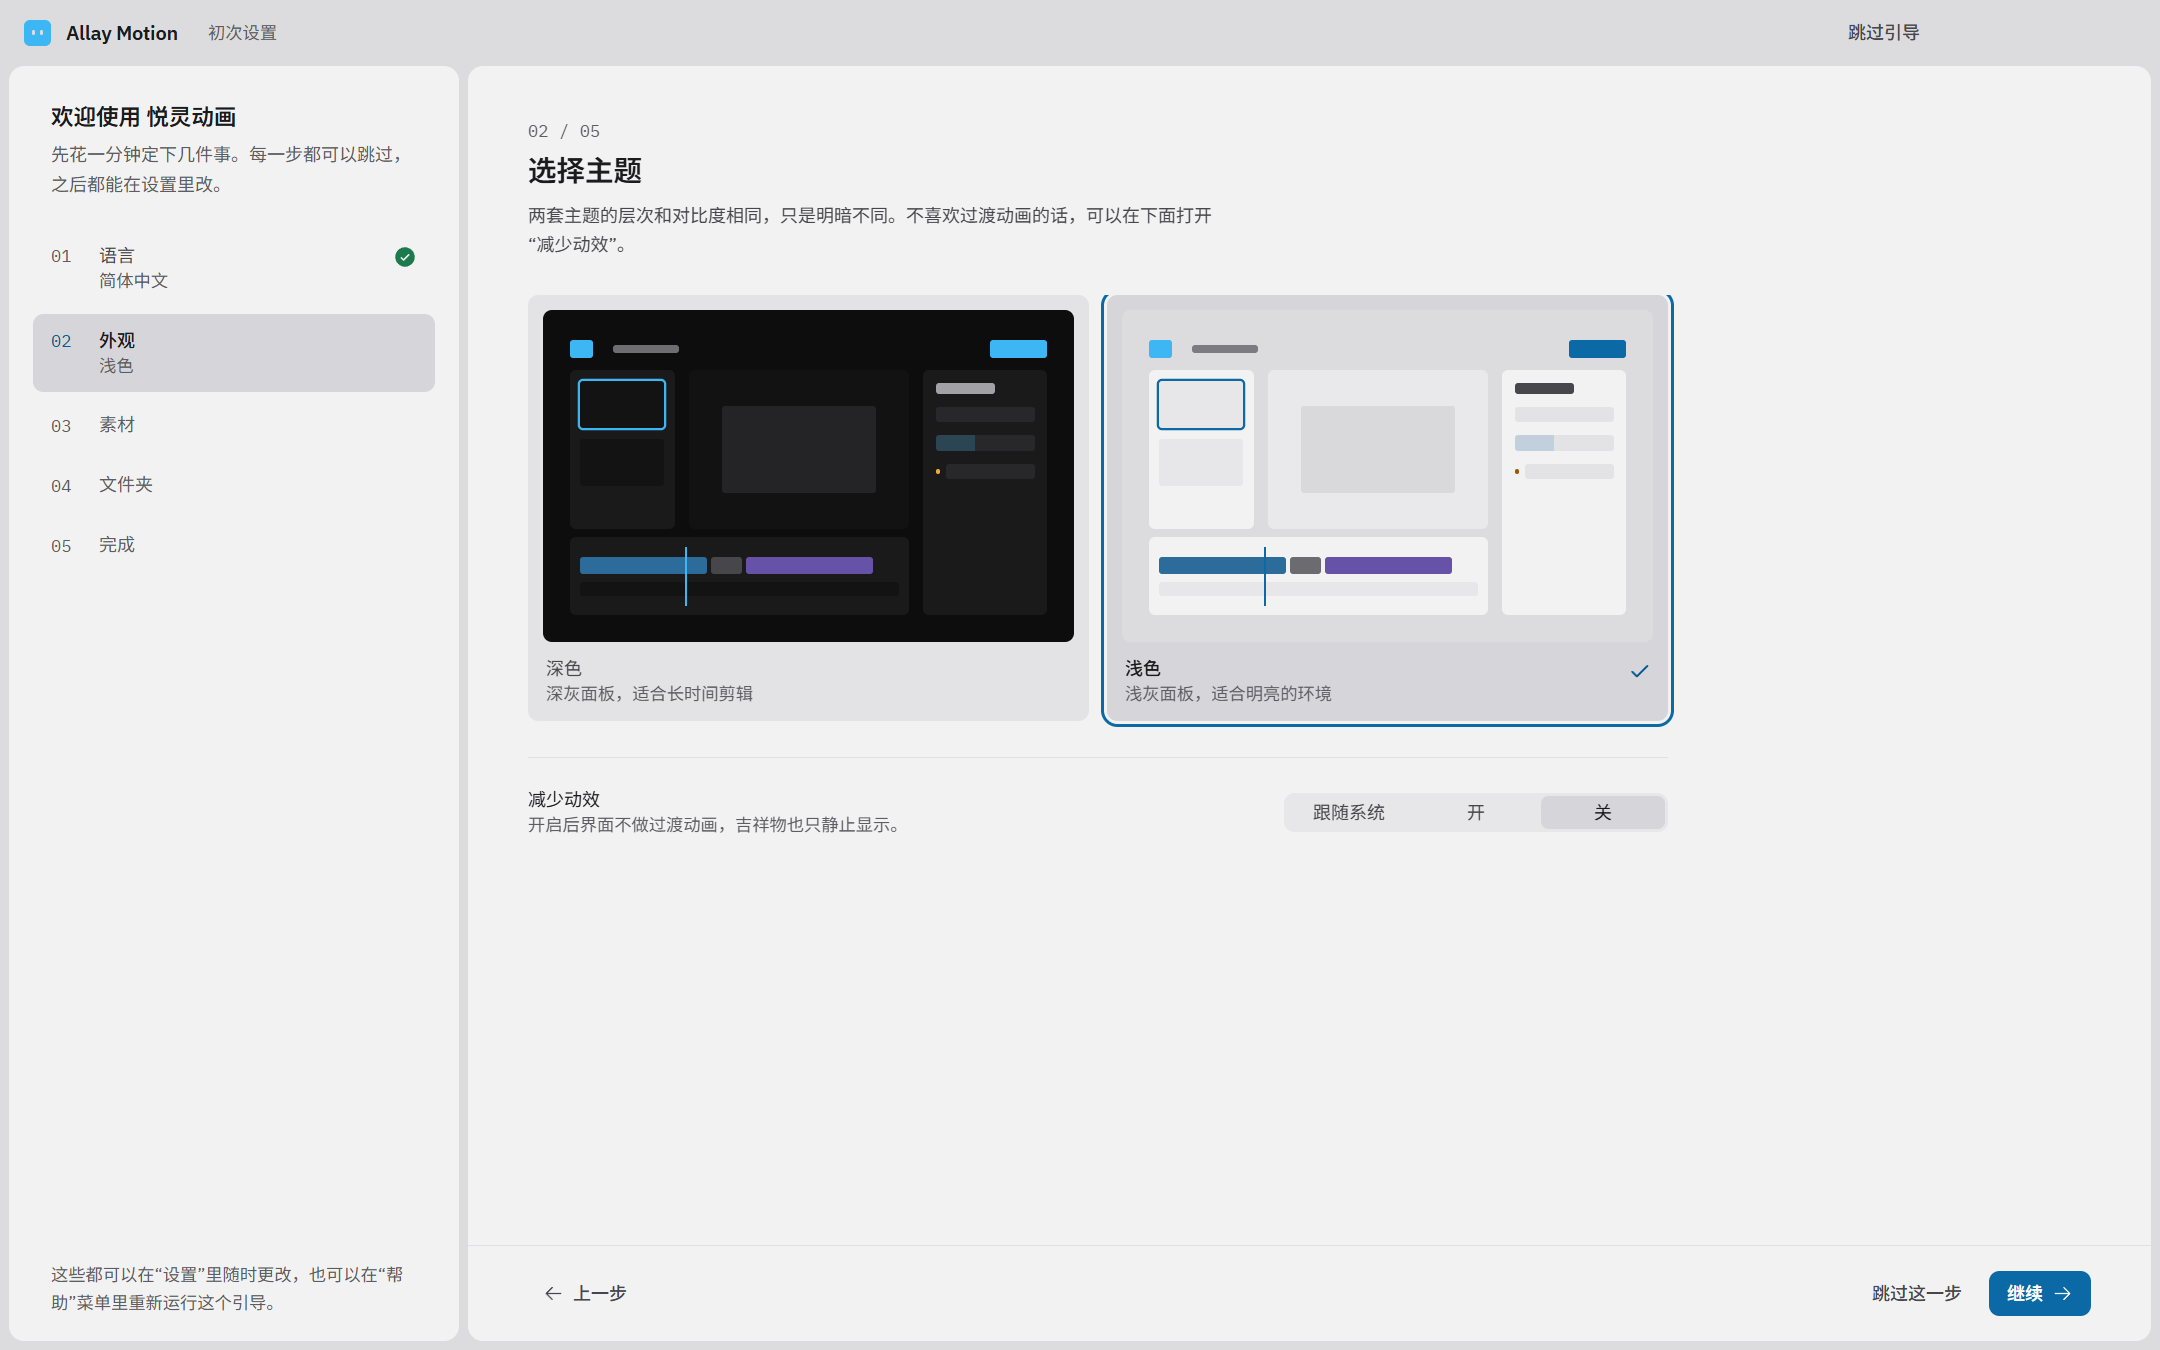 Allay Motion
初次设置
跳过引导
欢迎使用 悦灵动画
先花一分钟定下几件事。每一步都可以跳过，
之后都能在设置里改。
01 语言
简体中文
02 外观
浅色
03 素材
04 文件夹
05 完成
这些都可以在“设置”里随时更改，也可以在“帮
助”菜单里重新运行这个引导。
02 / 05
选择主题
两套主题的层次和对比度相同，只是明暗不同。不喜欢过渡动画的话，可以在下面打开
“减少动效”。
深色
深灰面板，适合长时间剪辑
浅色
浅灰面板，适合明亮的环境
减少动效
开启后界面不做过渡动画，吉祥物也只静止显示。
跟随系统
开
关
上一步
跳过这一步
继续